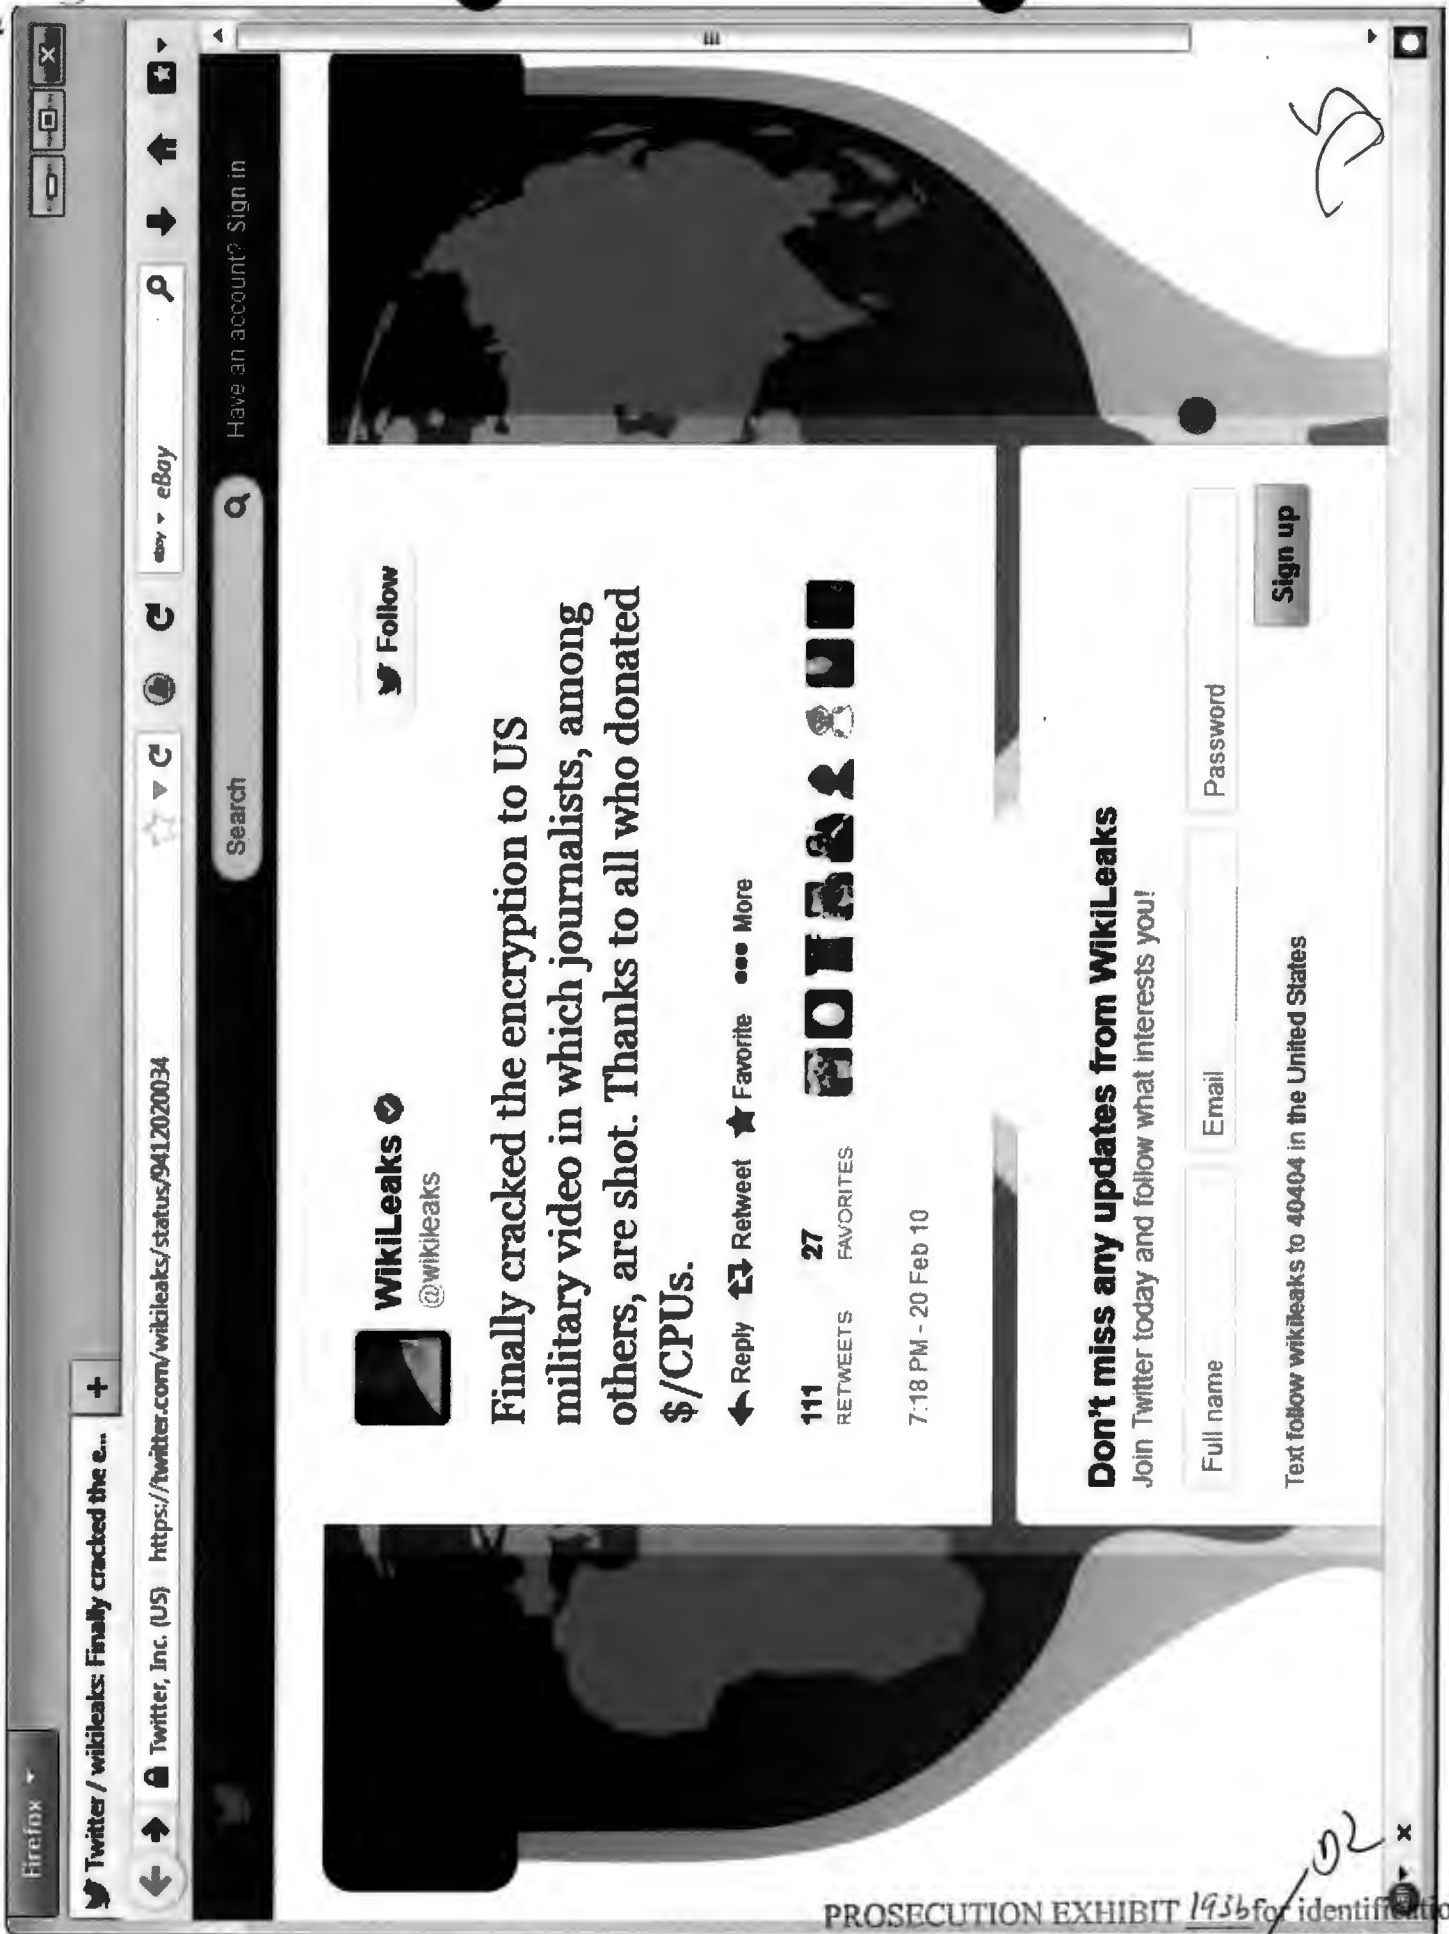 Firefox
Twitter / wikileaks: Finally cracked the e... +
Twitter, Inc. (US) https://twitter.com/wikileaks/status/9412020034
ebay eBay
Search
Have an account? Sign in
WikiLeaks
@wikileaks
Follow
Finally cracked the encryption to US
military video in which journalists, among
others, are shot. Thanks to all who donated
$/CPUs.
Reply Retweet Favorite More
111 RETWEETS
27 FAVORITES
7:18 PM - 20 Feb 10
Don't miss any updates from WikiLeaks
Join Twitter today and follow what interests you!
Full name
Email
Password
Sign up
Text follow wikileaks to 40404 in the United States
PROSECUTION EXHIBIT 193b for